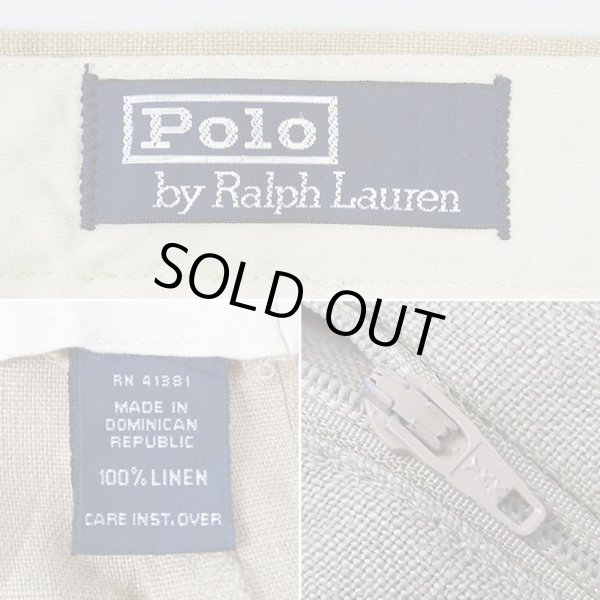 Polo
by Ralph Lauren
SOLD OUT
RN 41381
MADE IN
DOMINICAN
REPUBLIC
100% LINEN
CARE INST. OVER